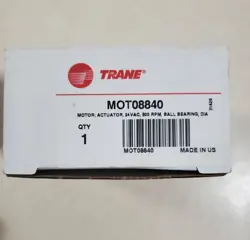 TRANE®
MOT08840
MOTOR; ACTUATOR, 24VAC, 800 RPM, BALL BEARING, DIA
QTY
1
MOT08840
MADE IN US